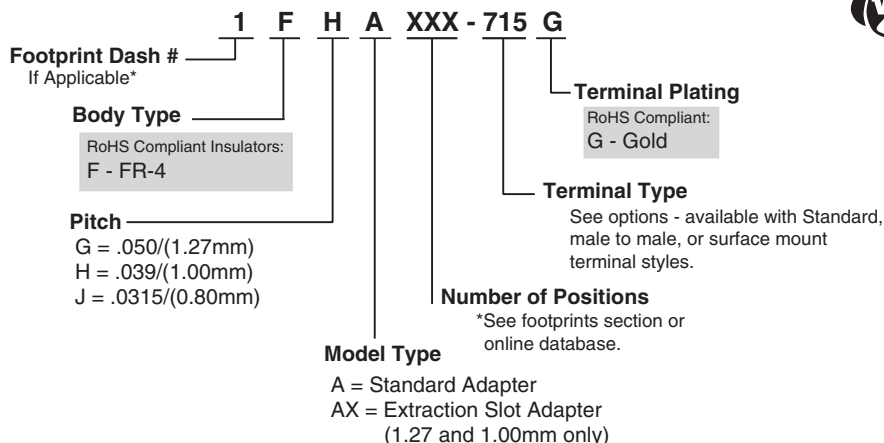 1 F H A XXX - 715 G
Footprint Dash #
If Applicable*
Body Type
RoHS Compliant Insulators:
F - FR-4
Pitch
G = .050/(1.27mm)
H = .039/(1.00mm)
J = .0315/(0.80mm)
Model Type
A = Standard Adapter
AX = Extraction Slot Adapter
(1.27 and 1.00mm only)
Number of Positions
*See footprints section or
online database.
Terminal Type
See options - available with Standard,
male to male, or surface mount
terminal styles.
Terminal Plating
RoHS Compliant:
G - Gold